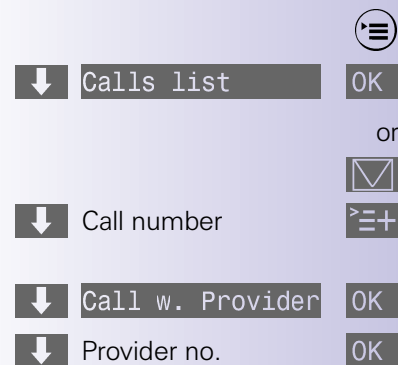 Calls list OK
or
Call number
Call w. Provider OK
Provider no. OK